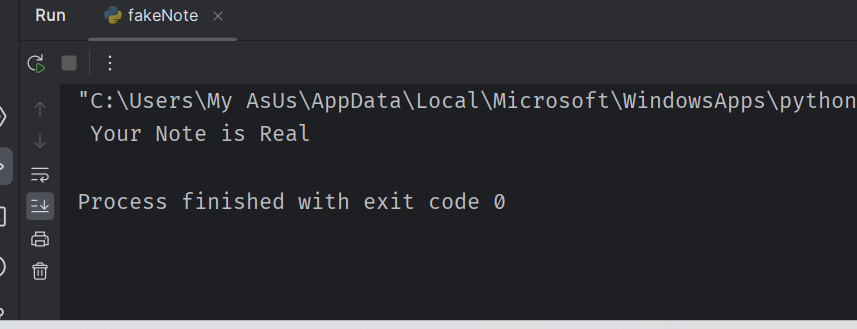 Run fakeNote
"C:\Users\My AsUs\AppData\Local\Microsoft\WindowsApps\python
Your Note is Real
Process finished with exit code 0